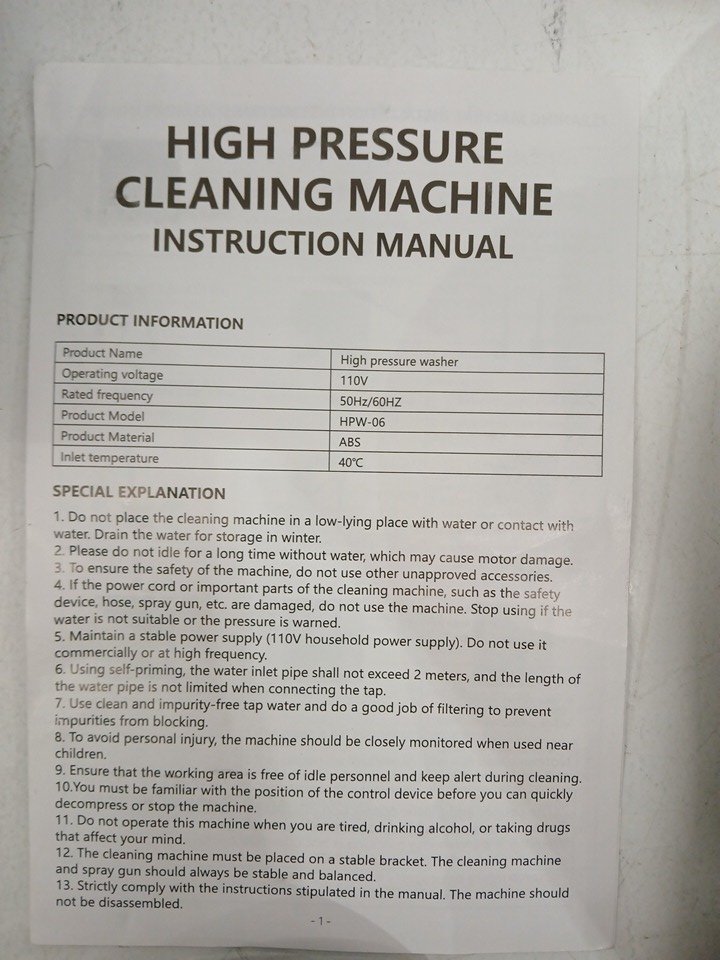 HIGH PRESSURE
CLEANING MACHINE
INSTRUCTION MANUAL
PRODUCT INFORMATION
Product Name High pressure washer
Operating voltage 110V
Rated frequency 50Hz/60HZ
Product Model HPW-06
Product Material ABS
Inlet temperature 40℃
SPECIAL EXPLANATION
1. Do not place the cleaning machine in a low-lying place with water or contact with
water. Drain the water for storage in winter.
2. Please do not idle for a long time without water, which may cause motor damage.
3. To ensure the safety of the machine, do not use other unapproved accessories.
4. If the power cord or important parts of the cleaning machine, such as the safety
device, hose, spray gun, etc. are damaged, do not use the machine. Stop using if the
water is not suitable or the pressure is warned.
5. Maintain a stable power supply (110V household power supply). Do not use it
commercially or at high frequency.
6. Using self-priming, the water inlet pipe shall not exceed 2 meters, and the length of
the water pipe is not limited when connecting the tap.
7. Use clean and impurity-free tap water and do a good job of filtering to prevent
impurities from blocking.
8. To avoid personal injury, the machine should be closely monitored when used near
children.
9. Ensure that the working area is free of idle personnel and keep alert during cleaning.
10.You must be familiar with the position of the control device before you can quickly
decompress or stop the machine.
11. Do not operate this machine when you are tired, drinking alcohol, or taking drugs
that affect your mind.
12. The cleaning machine must be placed on a stable bracket. The cleaning machine
and spray gun should always be stable and balanced.
13. Strictly comply with the instructions stipulated in the manual. The machine should
not be disassembled.
- 1 -